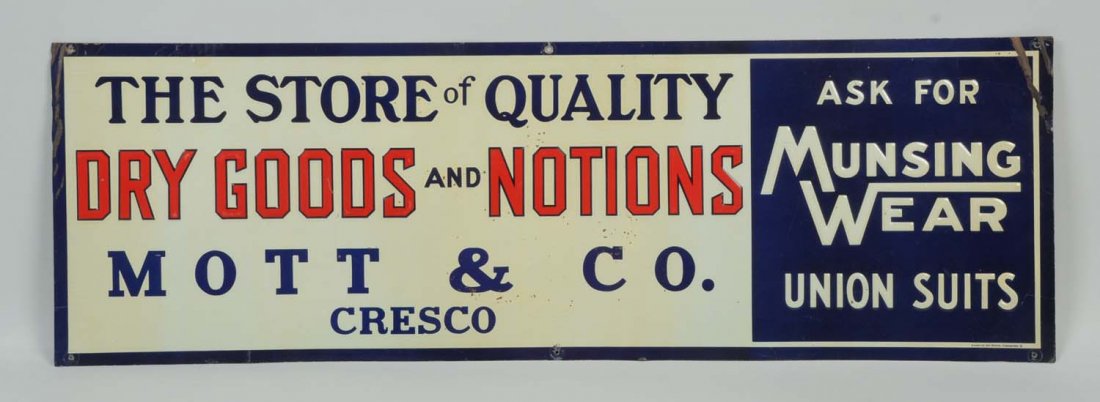 THE STORE of QUALITY
DRY GOODS AND NOTIONS
MOTT & CO.
CRESCO
ASK FOR
MUNSING
WEAR
UNION SUITS